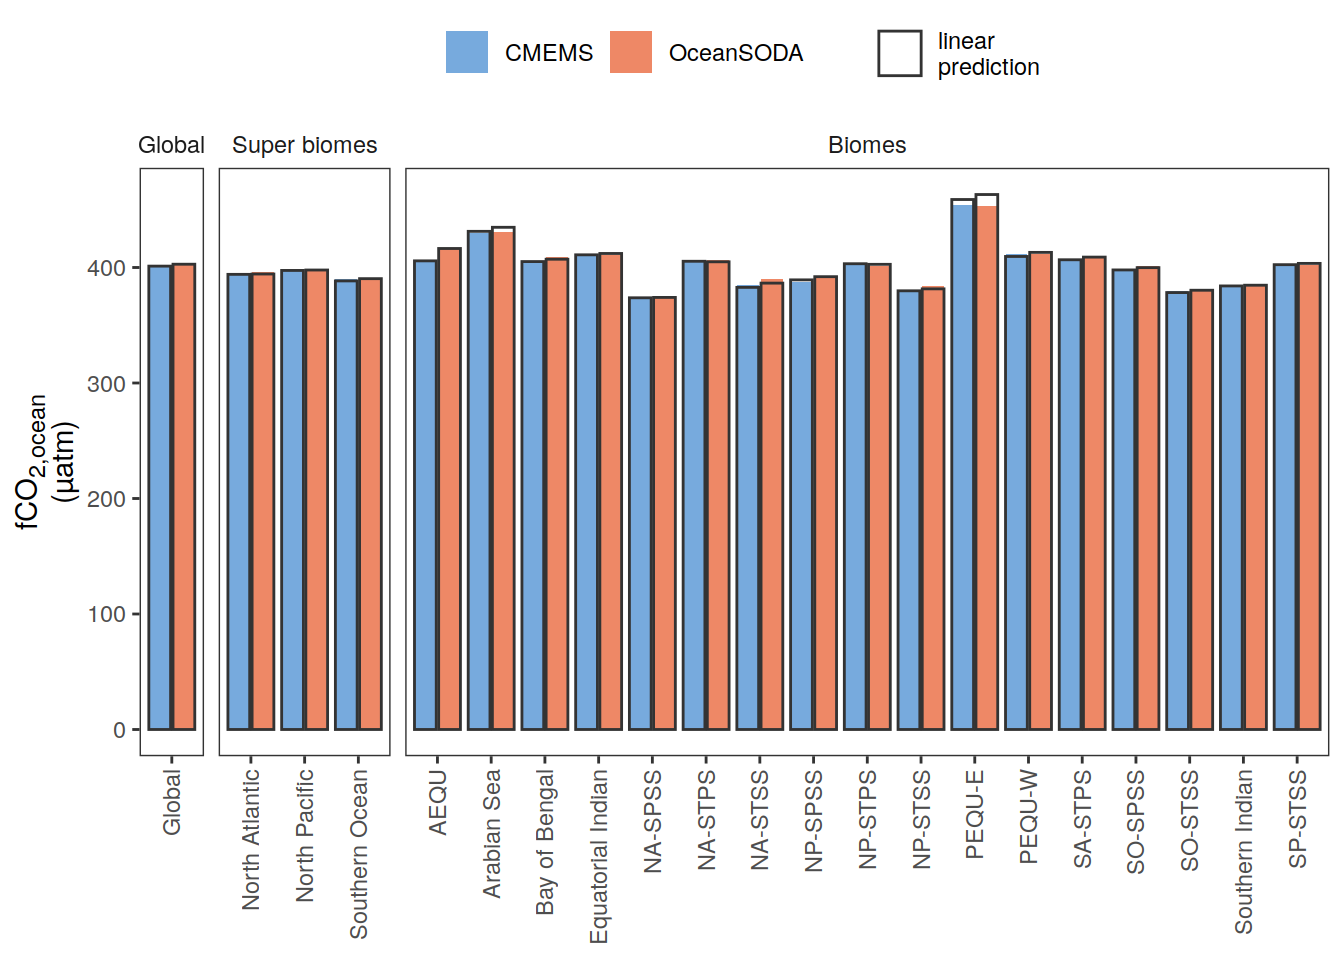 CMEMS
OceanSODA
linear
prediction
Global
Super biomes
Biomes
fCO2,ocean
(µatm)
400
300
200
100
0
Global
North Atlantic
North Pacific
Southern Ocean
AEQU
Arabian Sea
Bay of Bengal
Equatorial Indian
NA-SPSS
NA-STPS
NA-STSS
NP-SPSS
NP-STPS
NP-STSS
PEQU-E
PEQU-W
SA-STPS
SO-SPSS
SO-STSS
Southern Indian
SP-STSS